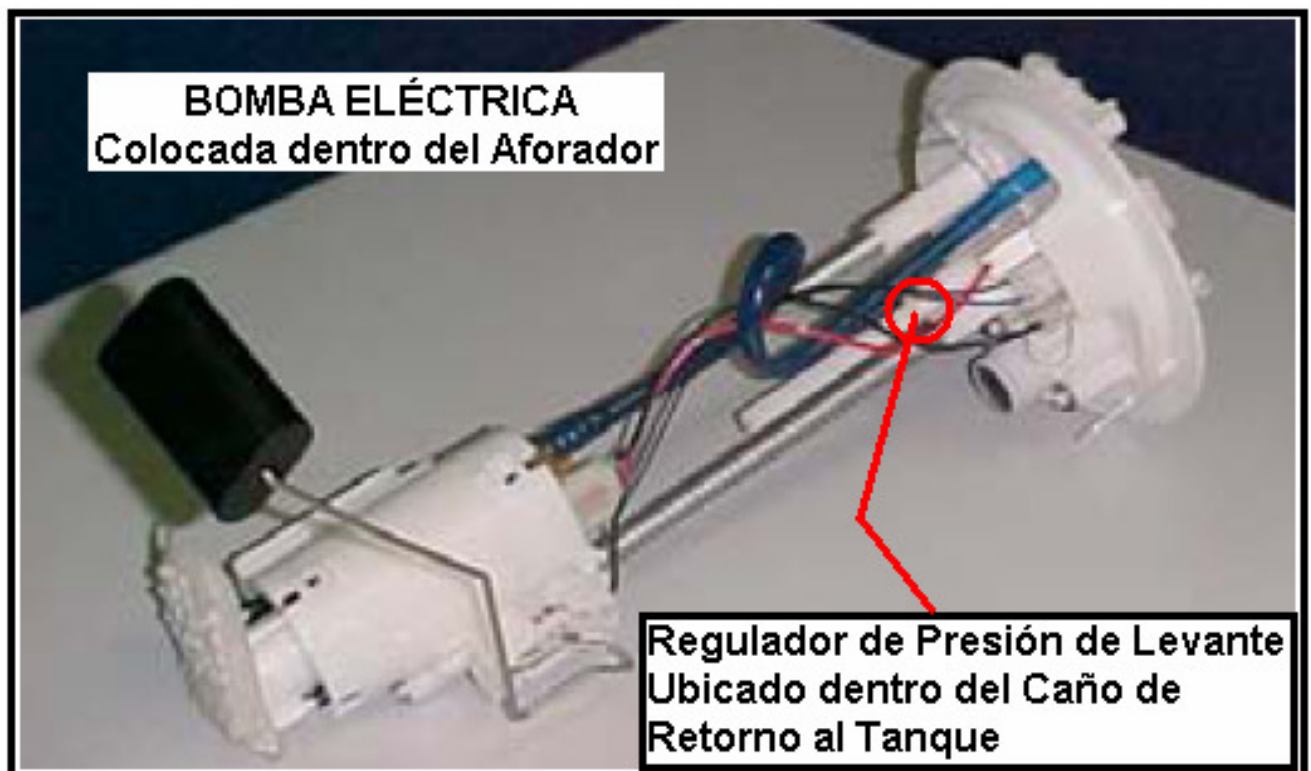 BOMBA ELÉCTRICA
Colocada dentro del Aforador
Regulador de Presión de Levante
Ubicado dentro del Caño de
Retorno al Tanque